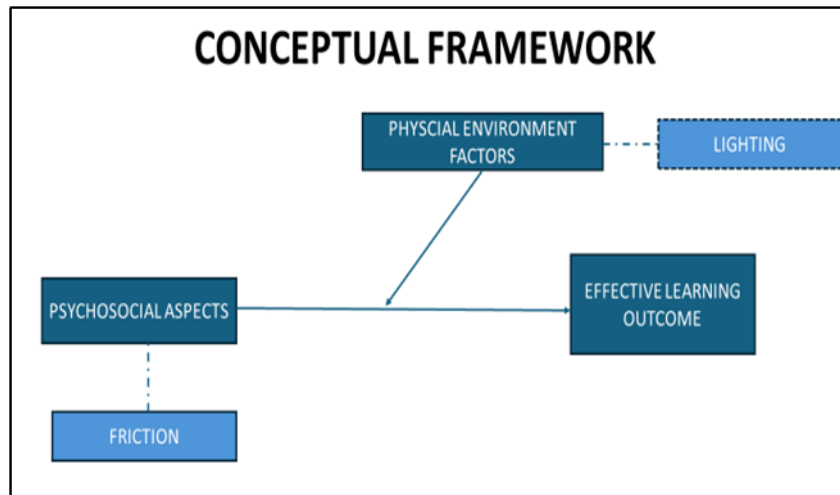 CONCEPTUAL FRAMEWORK
PHYSCIAL ENVIRONMENT
FACTORS
LIGHTING
PSYCHOSOCIAL ASPECTS
EFFECTIVE LEARNING
OUTCOME
FRICTION